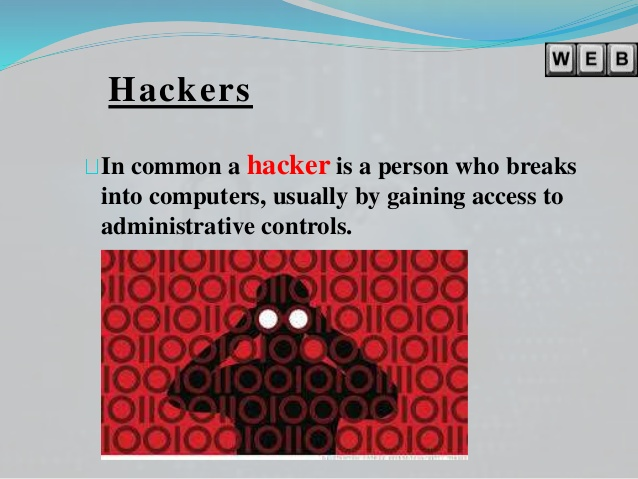 WEB
Hackers
In common a hacker is a person who breaks
into computers, usually by gaining access to
administrative controls.